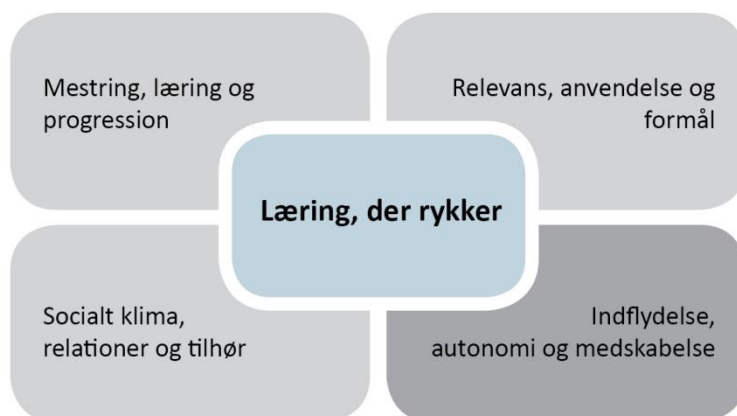 Mestring, læring og
progression
Relevans, anvendelse og
formål
Læring, der rykker
Socialt klima,
relationer og tilhør
Indflydelse,
autonomi og medskabelse